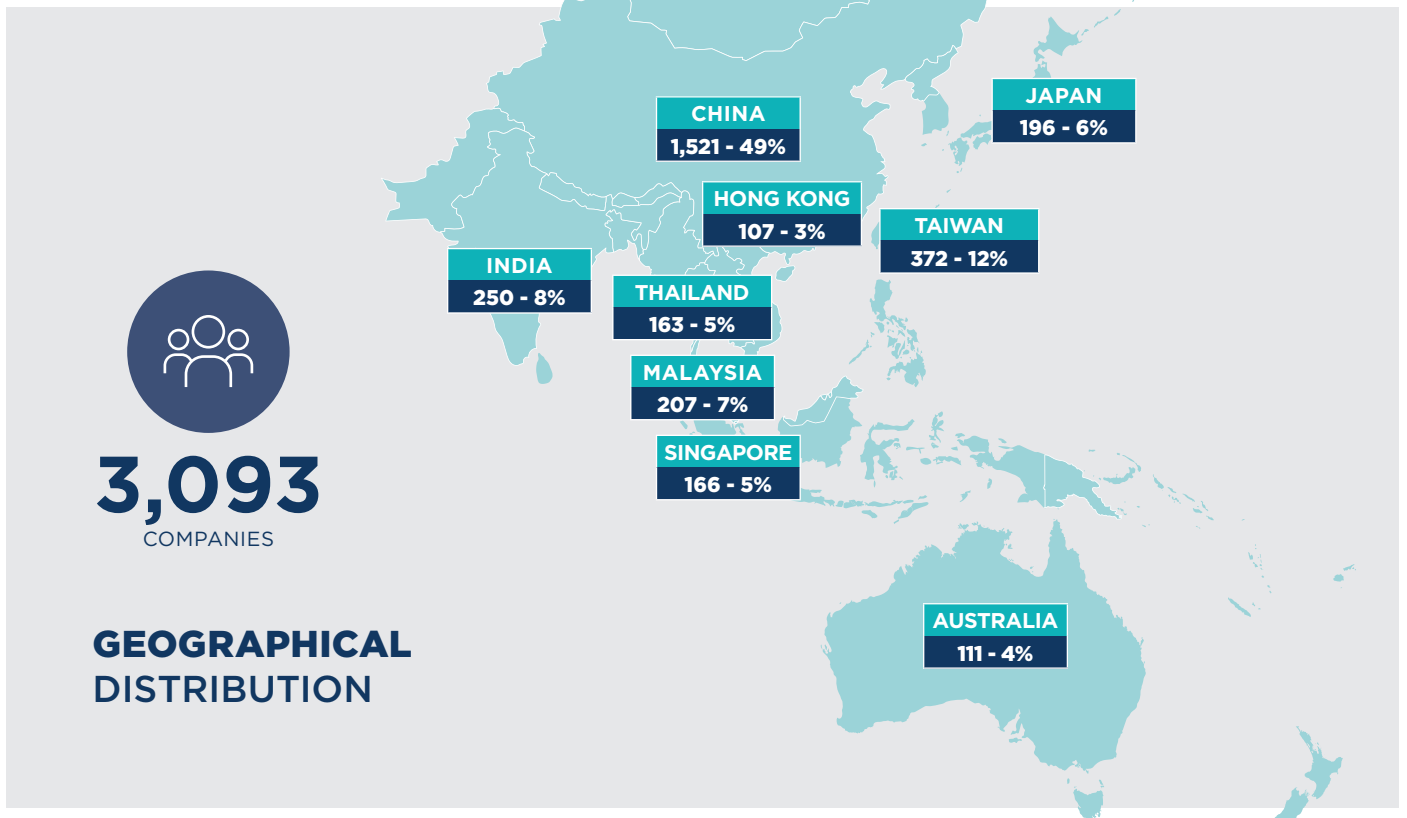 JAPAN
196 - 6%
CHINA
1,521 - 49%
HONG KONG
107 - 3%
TAIWAN
372 - 12%
INDIA
250 - 8%
THAILAND
163 - 5%
MALAYSIA
207 - 7%
SINGAPORE
166 - 5%
3,093
COMPANIES
AUSTRALIA
111 - 4%
GEOGRAPHICAL
DISTRIBUTION